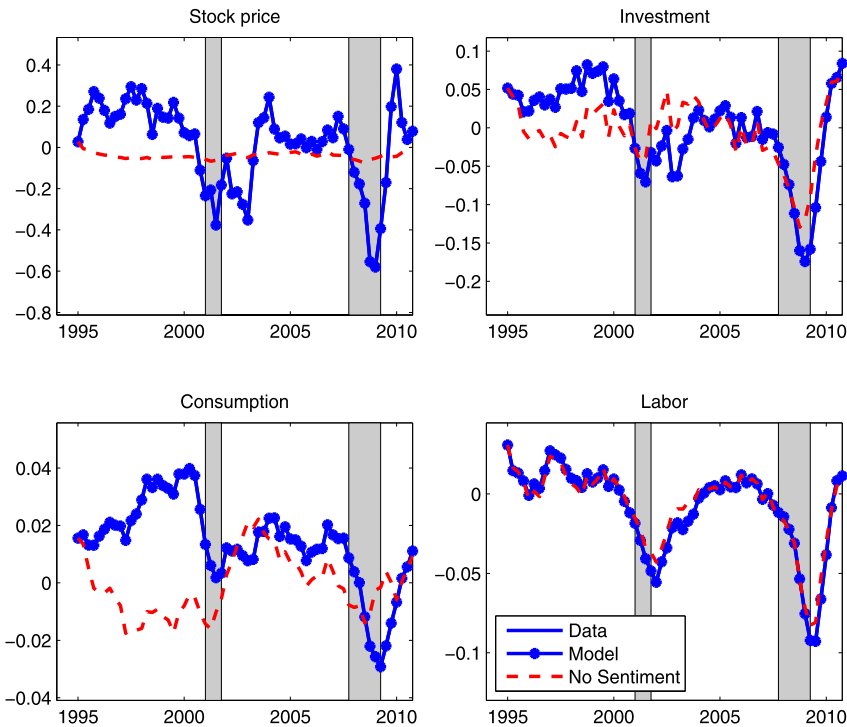 Stock price
0.4
0.2
0
−0.2
−0.4
−0.6
−0.8
1995 2000 2005 2010
Investment
0.1
0.05
0
−0.05
−0.1
−0.15
−0.2
1995 2000 2005 2010
Consumption
0.04
0.02
0
−0.02
−0.04
1995 2000 2005 2010
Labor
0
−0.05
−0.1
1995 2000 2005 2010
Data
Model
No Sentiment